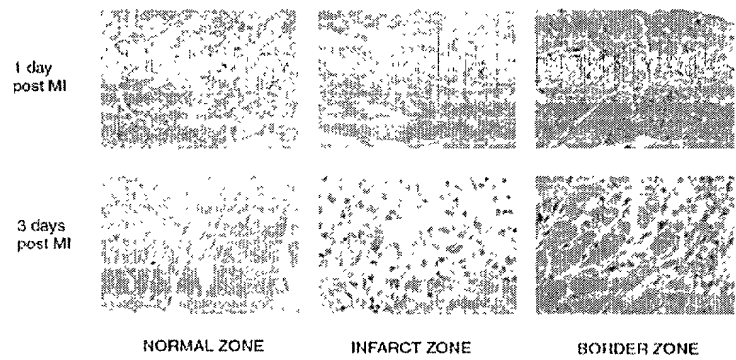 1 day
post MI
3 days
post MI
NORMAL ZONE
INFARCT ZONE
BORDER ZONE